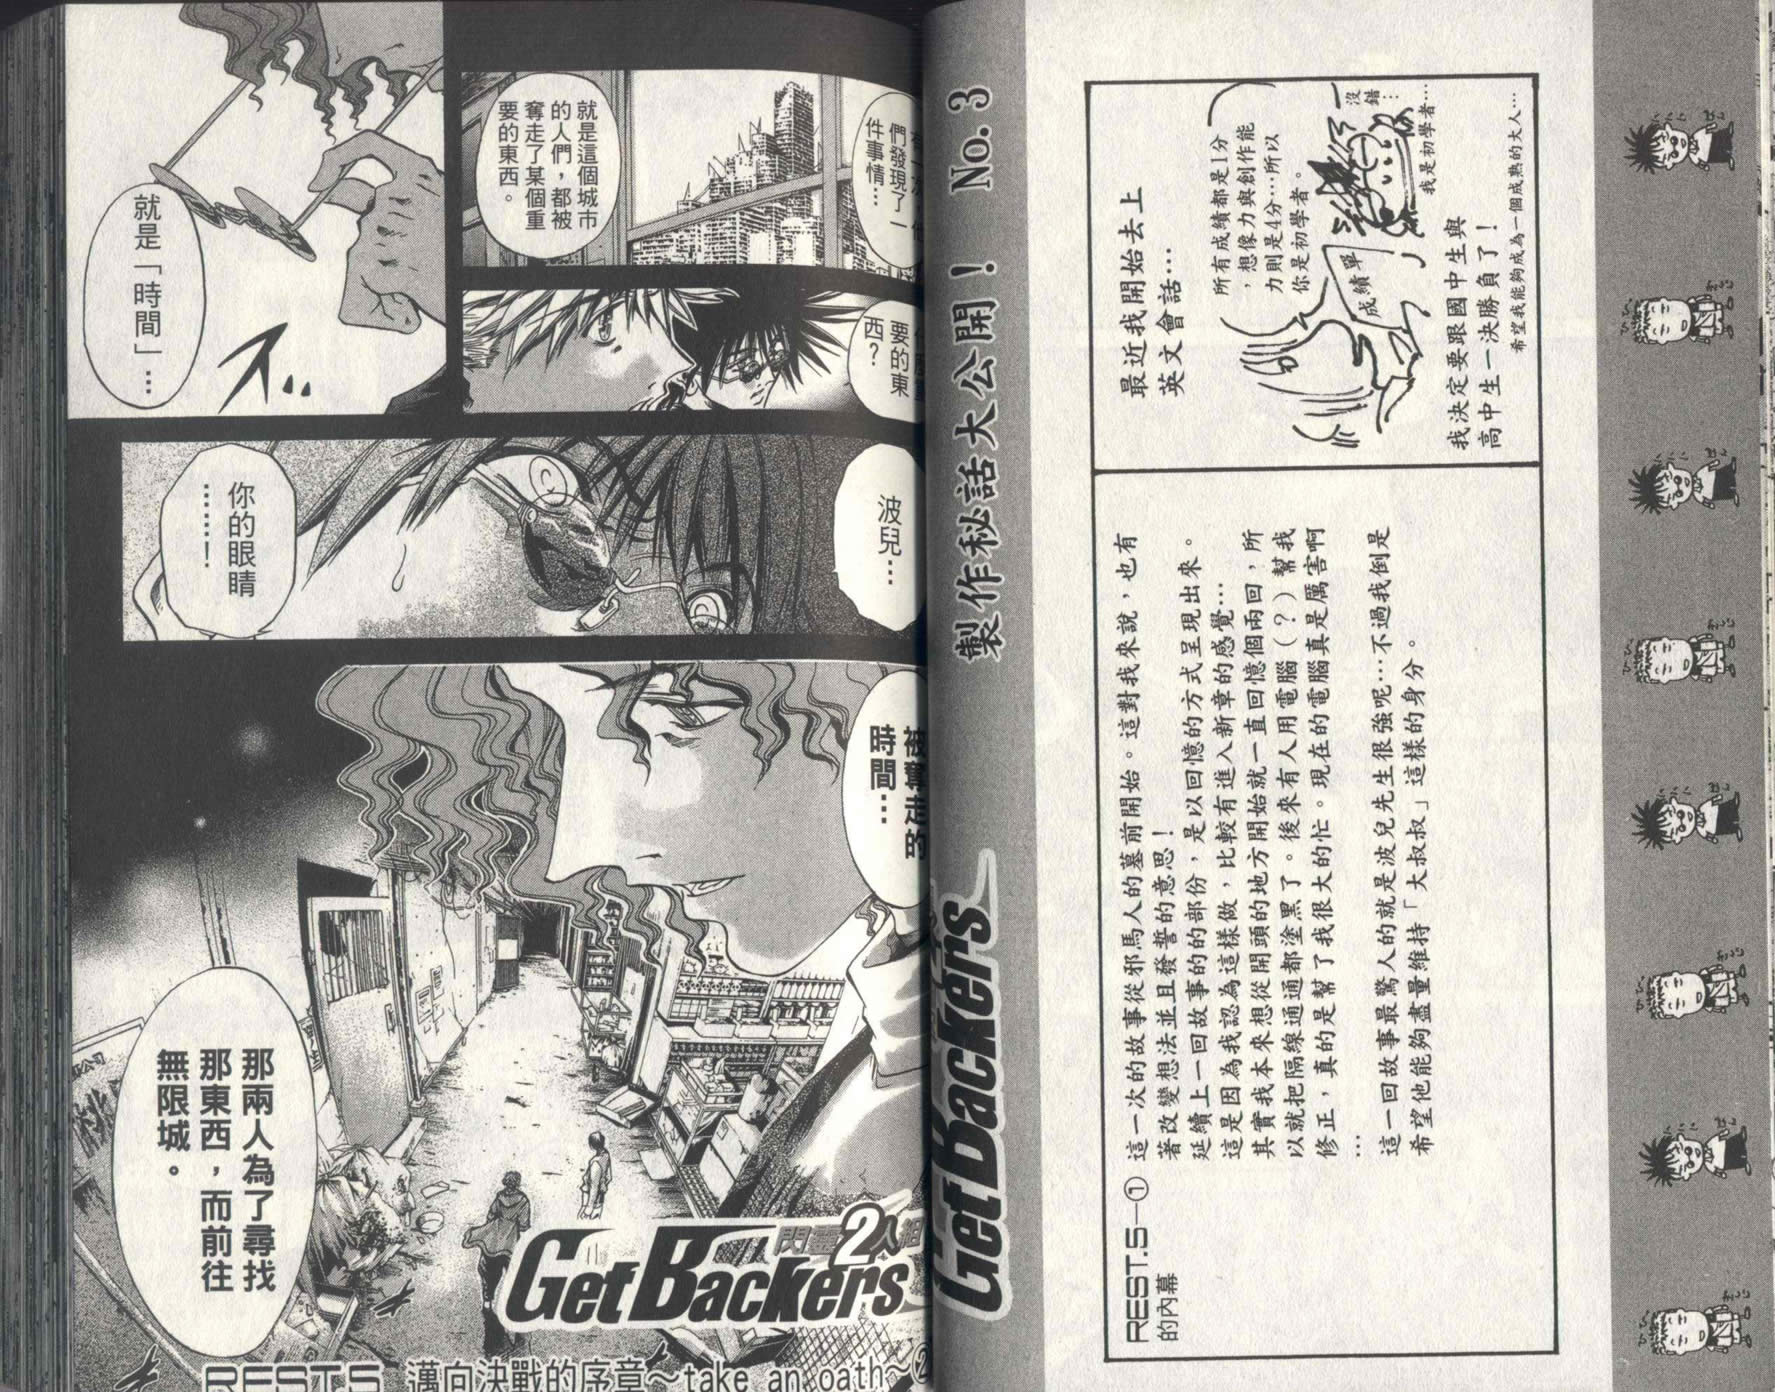 們發現了一
件事情…
就是這個城市
的人們，都被
奪走了某個重
要的東西。
就是「時間」…
要的東
西？
波兒…
你的眼睛
………！
被奪走的
時間…
那兩人為了尋找
那東西，而前往
無限城。
閃靈2人組
GetBackers
REST.5 邁向決戰的序章～take an oath～②
製作秘話大公開！ No. 3
GetBackers
最近我開始去上
英文會話…
所有成績都是1分
，想像力與創作能
力則是4分…所以
你是初學者。
成績單
沒錯…
我是初學者…
我決定要跟國中生與
高中生一決勝負了！
希望我能夠成為一個成熟的大人…
REST.5-①
的內幕
這一次的故事從邪馬人的墓前開始。這對我來說，也有
著改變想法並且發誓的意思！
延續上一回故事的的部份，是以回憶的方式呈現出來。
這是因為我認為這樣做，比較有進入新章的感覺…
其實我本來想從開頭的地方開始就一直回憶個兩回，所
以就把隔線通通都塗黑了。後來有人用電腦（？）幫我
修正，真的是幫了我很大的忙。現在的電腦真是厲害啊
…
這一回故事最驚人的就是波兒先生很強呢…不過我倒是
希望他能夠盡量維持「大叔叔」這樣的身分。